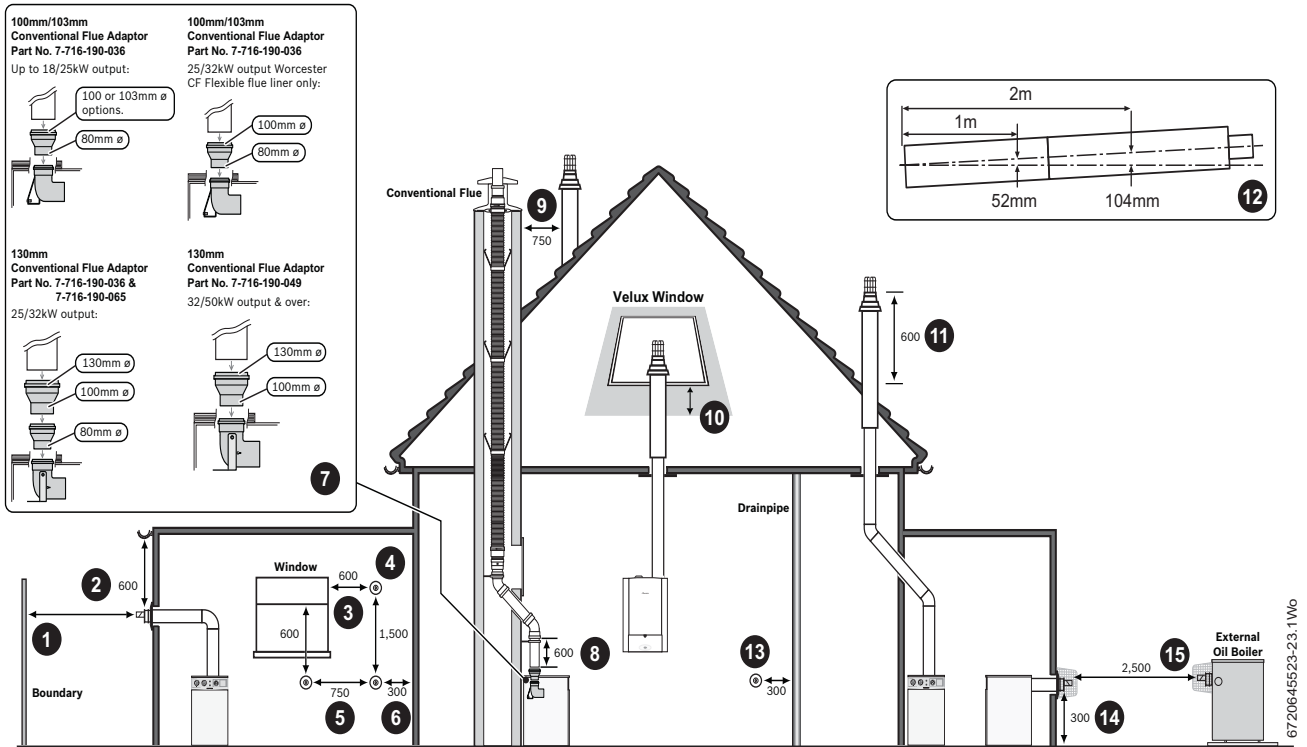 100mm/103mm
Conventional Flue Adaptor
Part No. 7-716-190-036
Up to 18/25kW output:
100 or 103mm ø
options.
80mm ø
100mm/103mm
Conventional Flue Adaptor
Part No. 7-716-190-036
25/32kW output Worcester
CF Flexible flue liner only:
100mm ø
80mm ø
130mm
Conventional Flue Adaptor
Part No. 7-716-190-036 &
7-716-190-065
25/32kW output:
130mm ø
100mm ø
80mm ø
130mm
Conventional Flue Adaptor
Part No. 7-716-190-049
32/50kW output & over:
130mm ø
100mm ø
7
Conventional Flue
9
750
Velux Window
10
600
11
2m
1m
52mm
104mm
12
Drainpipe
2
600
1
Boundary
Window
600
4
3
600
1,500
750
300
5
6
600
8
13
300
2,500
15
External
Oil Boiler
300
14
6720645523-23.1Wo